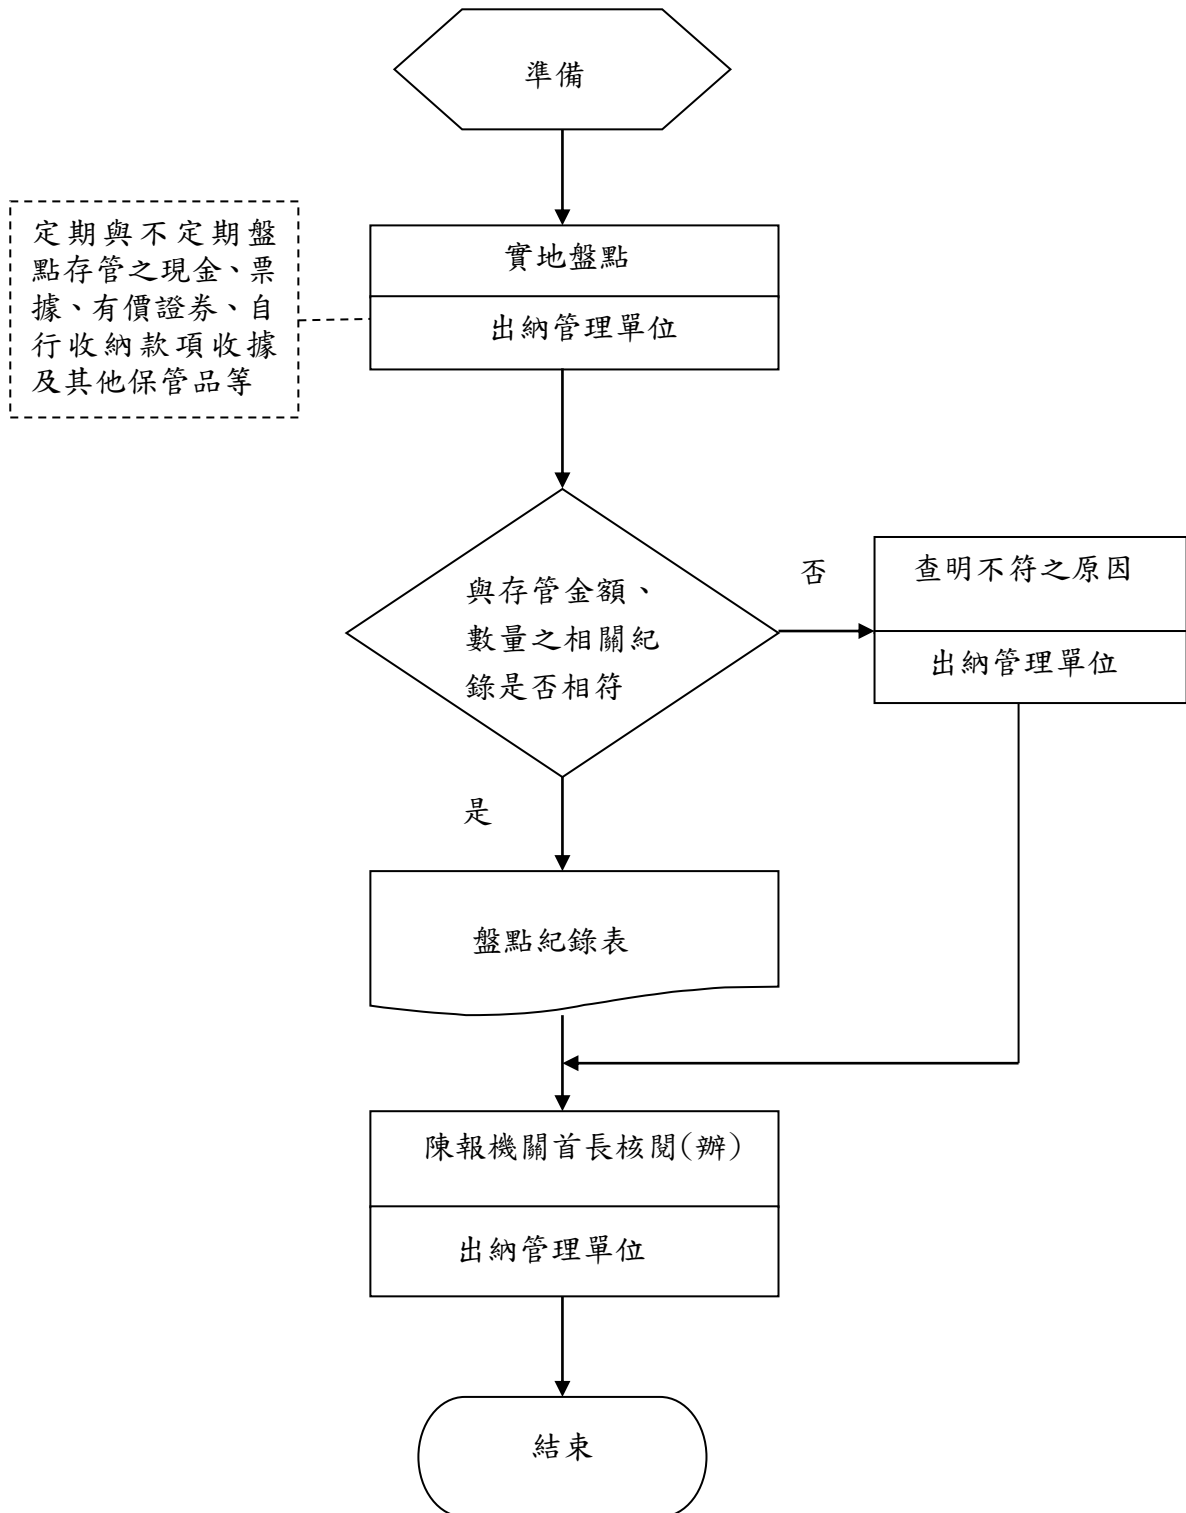 準備
定期與不定期盤
點存管之現金、票
據、有價證券、自
行收納款項收據
及其他保管品等
實地盤點
出納管理單位
與存管金額、
數量之相關紀
錄是否相符
否
查明不符之原因
出納管理單位
是
盤點紀錄表
陳報機關首長核閱(辦)
出納管理單位
結束